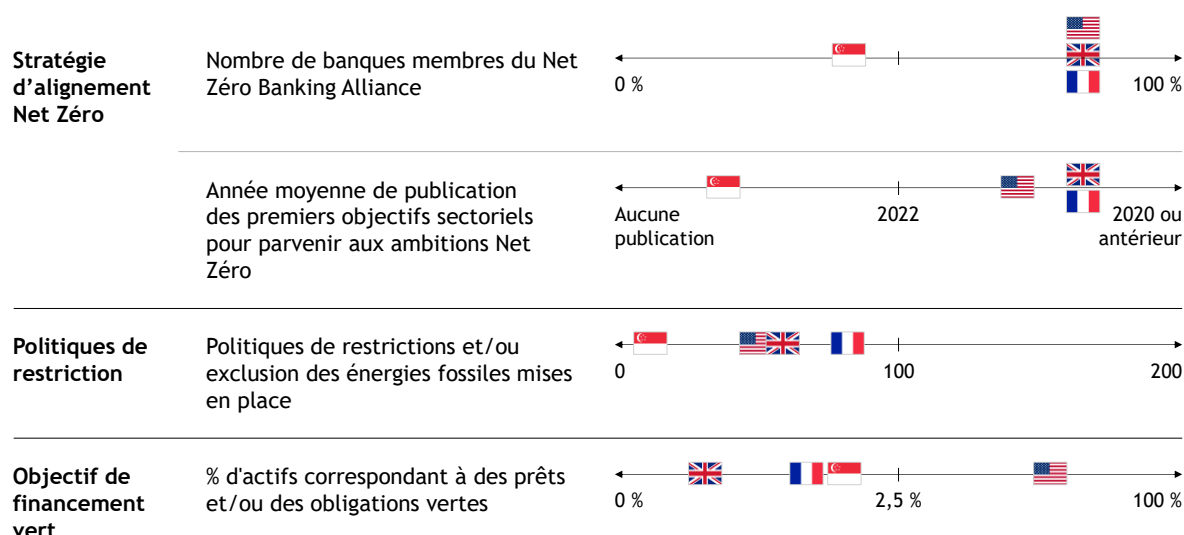 Stratégie
d’alignement
Net Zéro
Nombre de banques membres du Net
Zéro Banking Alliance
0 %
100 %
Année moyenne de publication
des premiers objectifs sectoriels
pour parvenir aux ambitions Net
Zéro
Aucune
publication
2022
2020 ou
antérieur
Politiques de
restriction
Politiques de restrictions et/ou
exclusion des énergies fossiles mises
en place
0
100
200
Objectif de
financement
vert
% d'actifs correspondant à des prêts
et/ou des obligations vertes
0 %
2,5 %
100 %